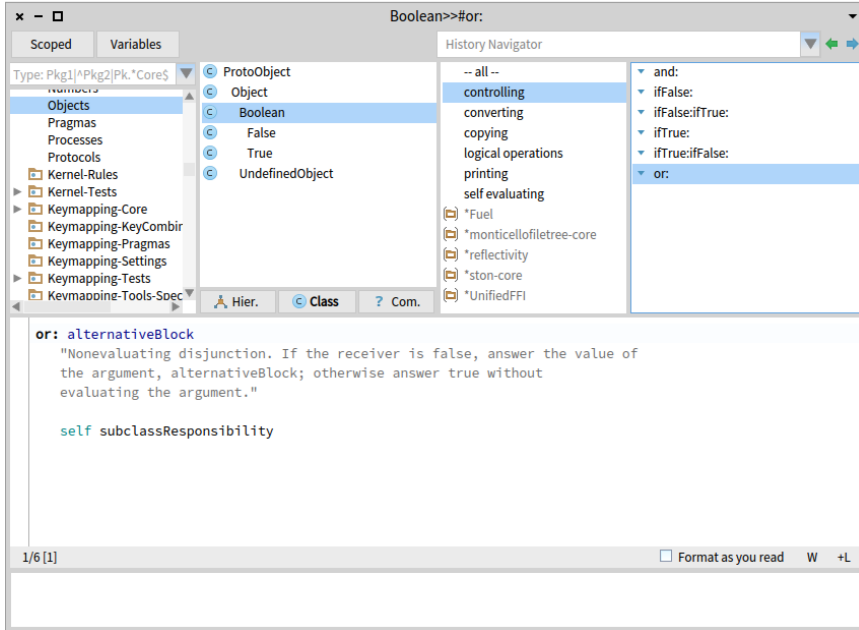 Boolean>>#or:
Scoped
Variables
History Navigator
Type: Pkg1|^Pkg2|Pk.*Core$
Numbers
Objects
Pragmas
Processes
Protocols
Kernel-Rules
Kernel-Tests
Keymapping-Core
Keymapping-KeyCombin
Keymapping-Pragmas
Keymapping-Settings
Keymapping-Tests
Keymapping-Tools-Spec
ProtoObject
Object
Boolean
False
True
UndefinedObject
Hier.
Class
? Com.
-- all --
controlling
converting
copying
logical operations
printing
self evaluating
*Fuel
*monticellofiletree-core
*reflectivity
*ston-core
*UnifiedFFI
and:
ifFalse:
ifFalse:ifTrue:
ifTrue:
ifTrue:ifFalse:
or:
or: alternativeBlock
"Nonevaluating disjunction. If the receiver is false, answer the value of
the argument, alternativeBlock; otherwise answer true without
evaluating the argument."
self subclassResponsibility
1/6 [1]
Format as you read
W
+L